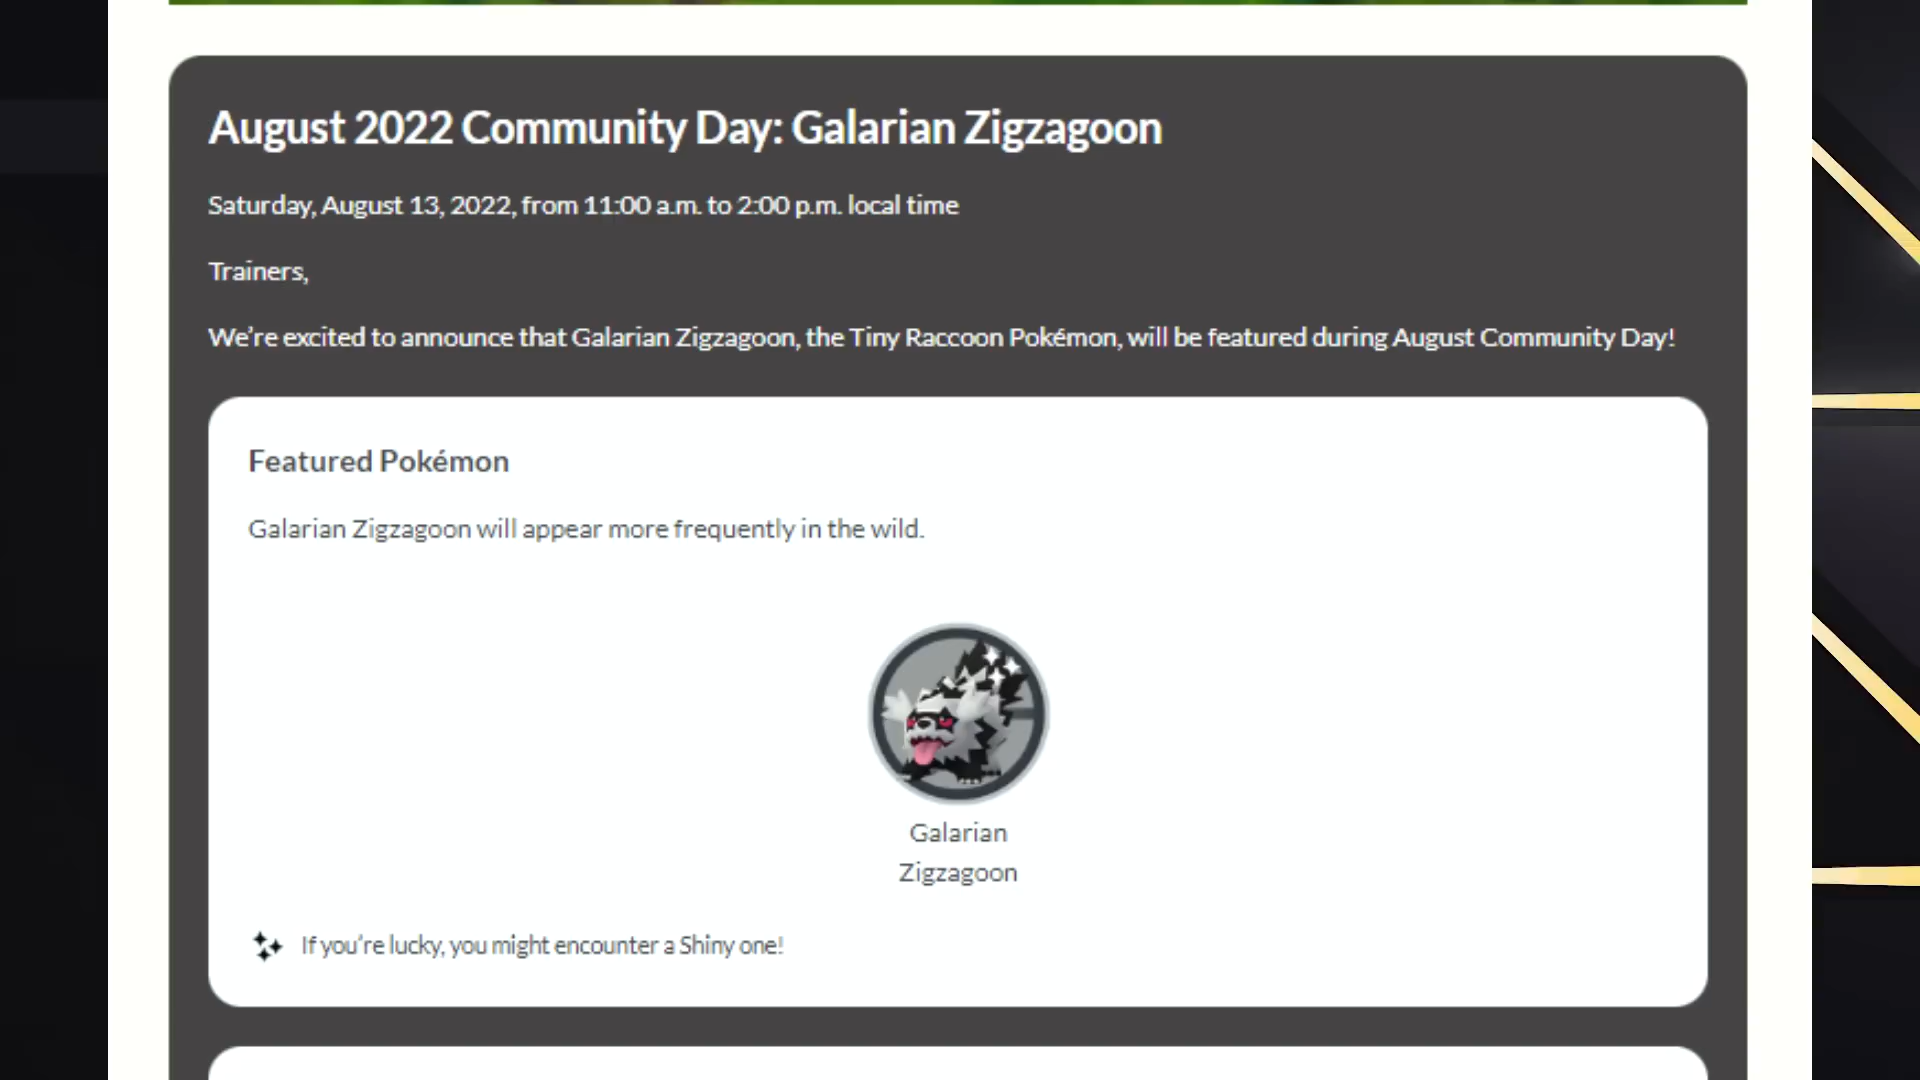 August 2022 Community Day: Galarian Zigzagoon
Saturday, August 13, 2022, from 11:00 a.m. to 2:00 p.m. local time
Trainers,
We’re excited to announce that Galarian Zigzagoon, the Tiny Raccoon Pokémon, will be featured during August Community Day!
Featured Pokémon
Galarian Zigzagoon will appear more frequently in the wild.
Galarian
Zigzagoon
If you’re lucky, you might encounter a Shiny one!